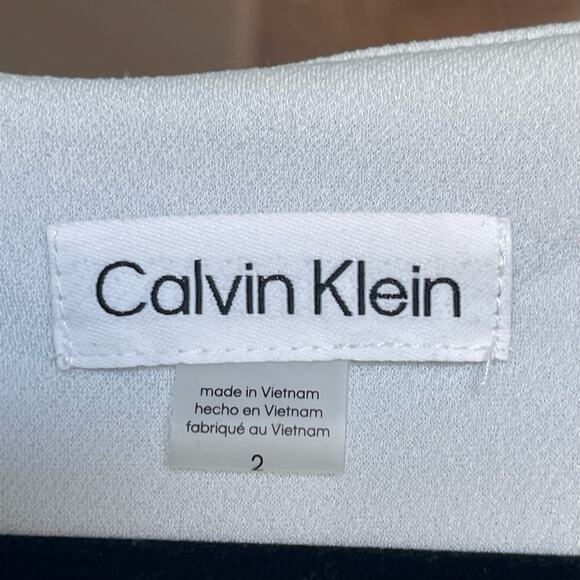 Calvin Klein
made in Vietnam
hecho en Vietnam
fabriqué au Vietnam
2